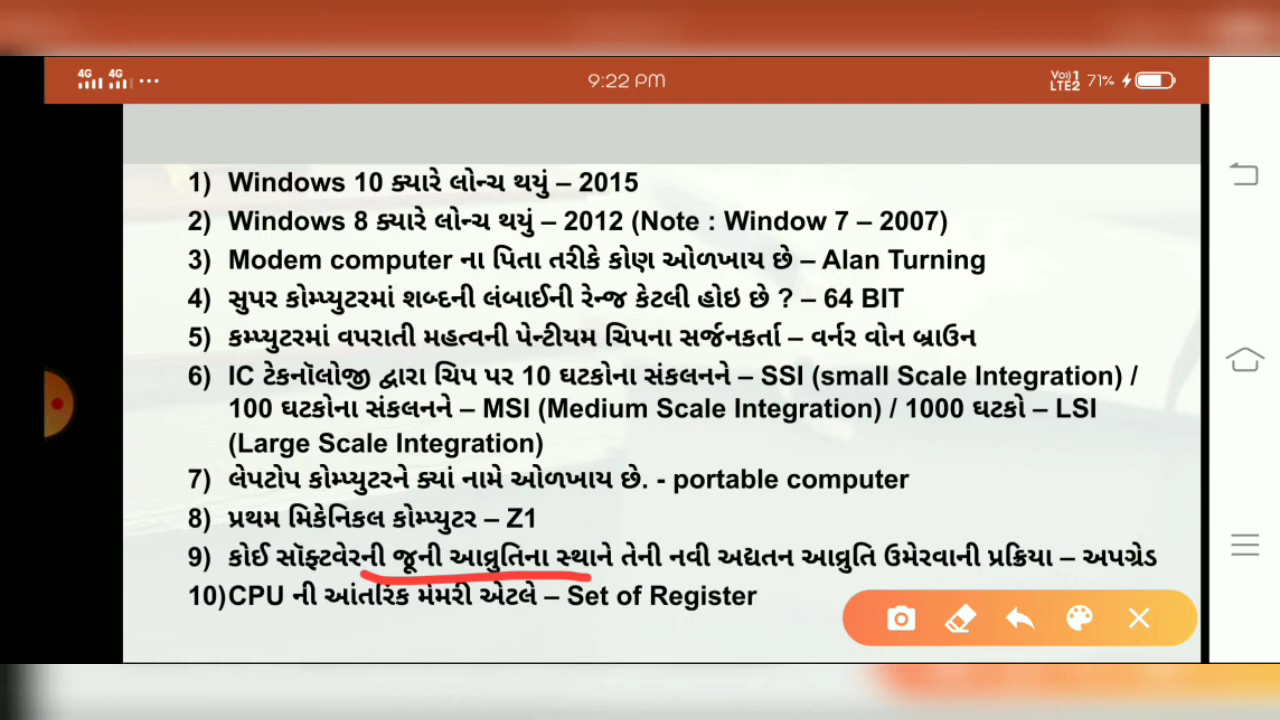 4G 4G
9:22 PM
Vo)) 1
LTE2 71%
1) Windows 10 ક્યારે લોન્ચ થયું – 2015
2) Windows 8 ક્યારે લોન્ચ થયું – 2012 (Note : Window 7 – 2007)
3) Modem computer ના પિતા તરીકે કોણ ઓળખાય છે – Alan Turning
4) સુપર કોમ્પ્યુટરમાં શબ્દની લંબાઈની રેન્જ કેટલી હોઇ છે ? – 64 BIT
5) કમ્પ્યુટરમાં વપરાતી મહત્વની પેન્ટીયમ ચિપના સર્જનકર્તા – વર્નર વોન બ્રાઉન
6) IC ટેકનૉલોજી દ્વારા ચિપ પર 10 ઘટકોના સંકલનને – SSI (small Scale Integration) /
100 ઘટકોના સંકલનને – MSI (Medium Scale Integration) / 1000 ઘટકો – LSI
(Large Scale Integration)
7) લેપટોપ કોમ્પ્યુટરને ક્યાં નામે ઓળખાય છે. - portable computer
8) પ્રથમ મિકેનિકલ કોમ્પ્યુટર – Z1
9) કોઈ સૉફ્ટવેરની જૂની આવ્રુતિના સ્થાને તેની નવી અદ્યતન આવ્રુતિ ઉમેરવાની પ્રક્રિયા – અપગ્રેડ
10) CPU ની આંતરિક મેમરી એટલે – Set of Register